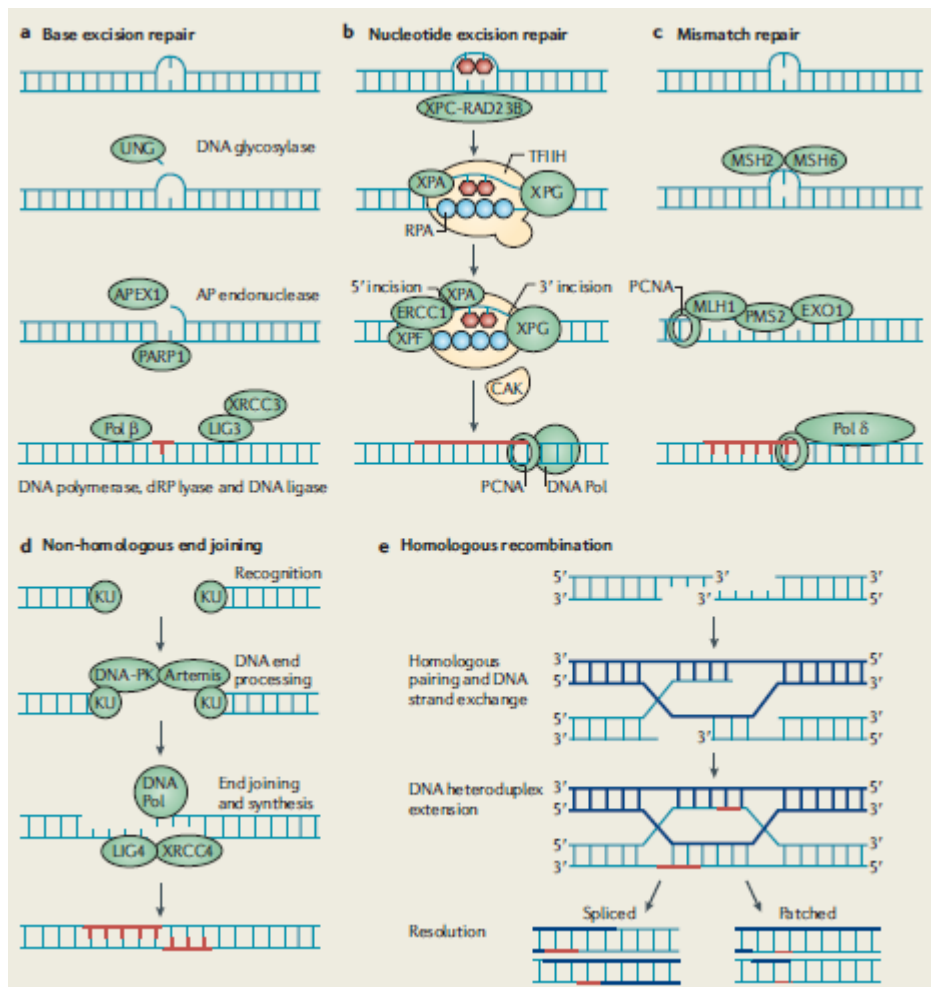 a Base excision repair
UNG
DNA glycosylase
APEX1
AP endonuclease
PARP1
XRCC3
Pol β
LIG3
DNA polymerase, dRP lyase and DNA ligase
b Nucleotide excision repair
XPC-RAD23B
TFIIH
XPA
XPG
RPA
5′ incision
XPA
3′ incision
ERCC1
XPG
XPF
CAK
PCNA
DNA Pol
c Mismatch repair
MSH2
MSH6
PCNA
MLH1
PMS2
EXO1
Pol δ
d Non-homologous end joining
Recognition
KU
KU
DNA-PK
Artemis
DNA end
processing
KU
KU
DNA
Pol
End joining
and synthesis
LIG4
XRCC4
e Homologous recombination
5′
3′
3′
3′
3′
5′
Homologous
pairing and DNA
strand exchange
3′
5′
5′
3′
5′
3′
3′
3′
5′
DNA heteroduplex
extension
3′
5′
5′
3′
5′
3′
3′
5′
Resolution
Spliced
Patched